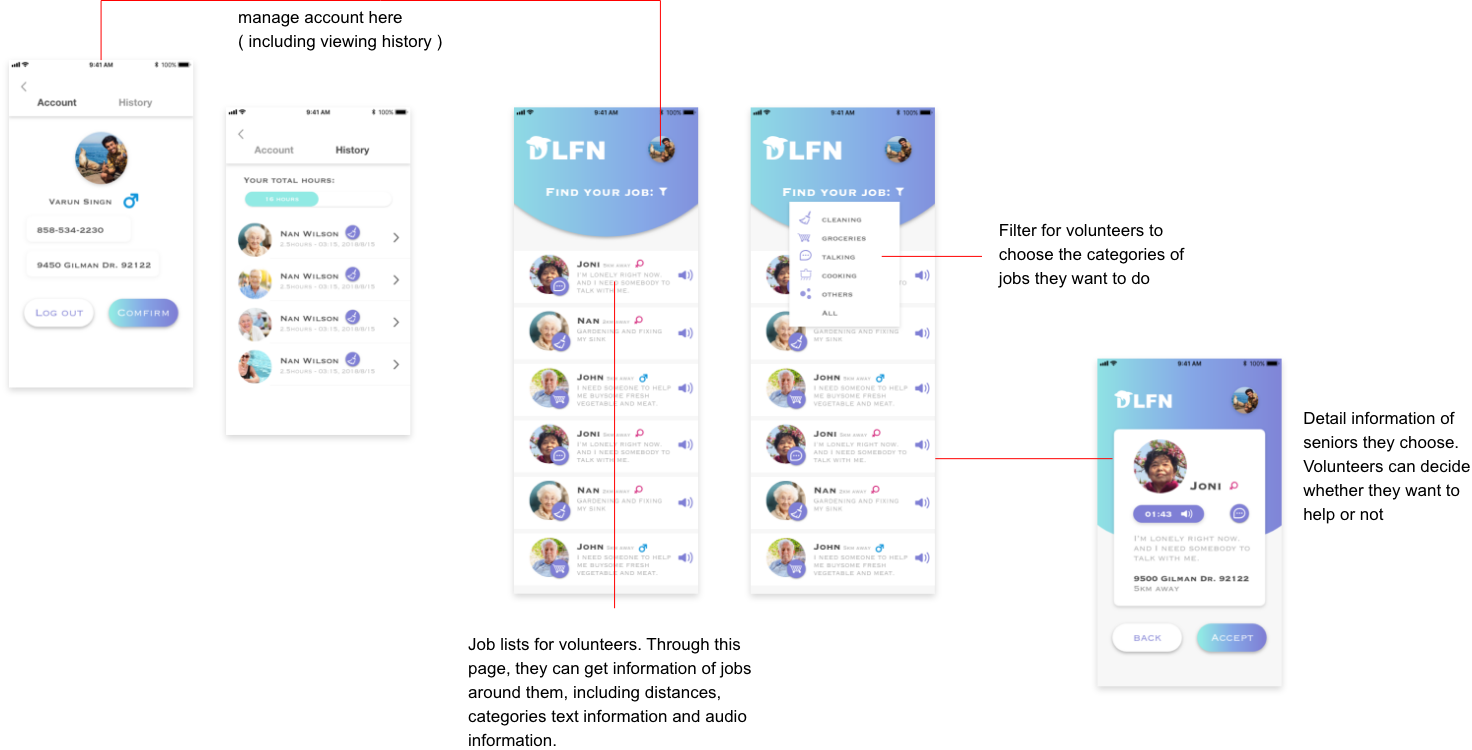 manage account here
( including viewing history )
9:41 AM
100%
Account History
Varun Singn
858-534-2230
9450 Gilman Dr. 92122
Log out Comfirm
9:41 AM
100%
Account History
Your total hours:
Nan Wilson
2.5hours - 03:15, 2018/8/15
Nan Wilson
2.5hours - 03:15, 2018/8/15
Nan Wilson
2.5hours - 03:15, 2018/8/15
Nan Wilson
2.5hours - 03:15, 2018/8/15
9:41 AM
100%
DLFN
Find your job:
Joni 5km away
I'm lonely right now.
and I need somebody to
talk with me.
Nan
Gardening and fixing
my sink
John 5km away
I need someone to help
me buysome fresh
vegetable and meat.
Joni 5km away
I'm lonely right now.
and I need somebody to
talk with me.
Nan
Gardening and fixing
my sink
John 5km away
I need someone to help
me buysome fresh
vegetable and meat.
9:41 AM
100%
DLFN
Find your job:
cleaning
groceries
talking
cooking
others
All
Gardening and fixing
my sink
John 5km away
I need someone to help
me buysome fresh
vegetable and meat.
Joni 5km away
I'm lonely right now.
and I need somebody to
talk with me.
Nan
Gardening and fixing
my sink
John 5km away
I need someone to help
me buysome fresh
vegetable and meat.
Filter for volunteers to
choose the categories of
jobs they want to do
9:41 AM
100%
DLFN
Joni
01:43
I'm lonely right now.
and I need somebody to
talk with me.
9500 Gilman Dr. 92122
5km away
back Accept
Detail information of
seniors they choose.
Volunteers can decide
whether they want to
help or not
Job lists for volunteers. Through this
page, they can get information of jobs
around them, including distances,
categories text information and audio
information.